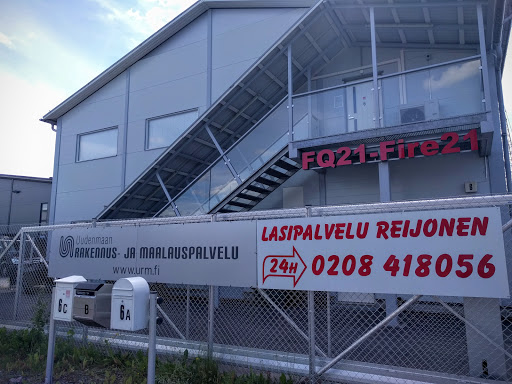 FQ21-Fire21
Uudenmaan
RAKENNUS- JA MAALAUSPALVELU
www.urm.fi
LASIPALVELU REIJONEN
24H
0208 418056
6C
B
6A